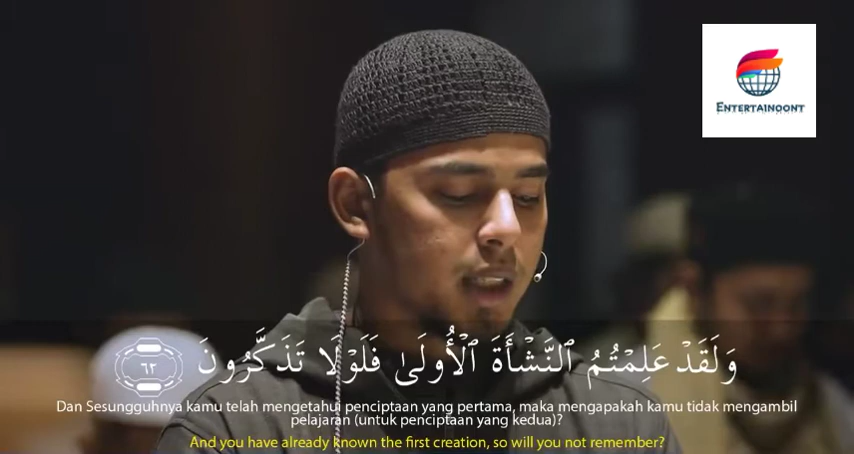 ENTERTAINOONT
وَلَقَدْ عَلِمْتُمُ ٱلنَّشْأَةَ ٱلْأُولَىٰ فَلَوْلَا تَذَكَّرُونَ ٦٢
Dan Sesungguhnya kamu telah mengetahui penciptaan yang pertama, maka mengapakah kamu tidak mengambil
pelajaran (untuk penciptaan yang kedua)?
And you have already known the first creation, so will you not remember?